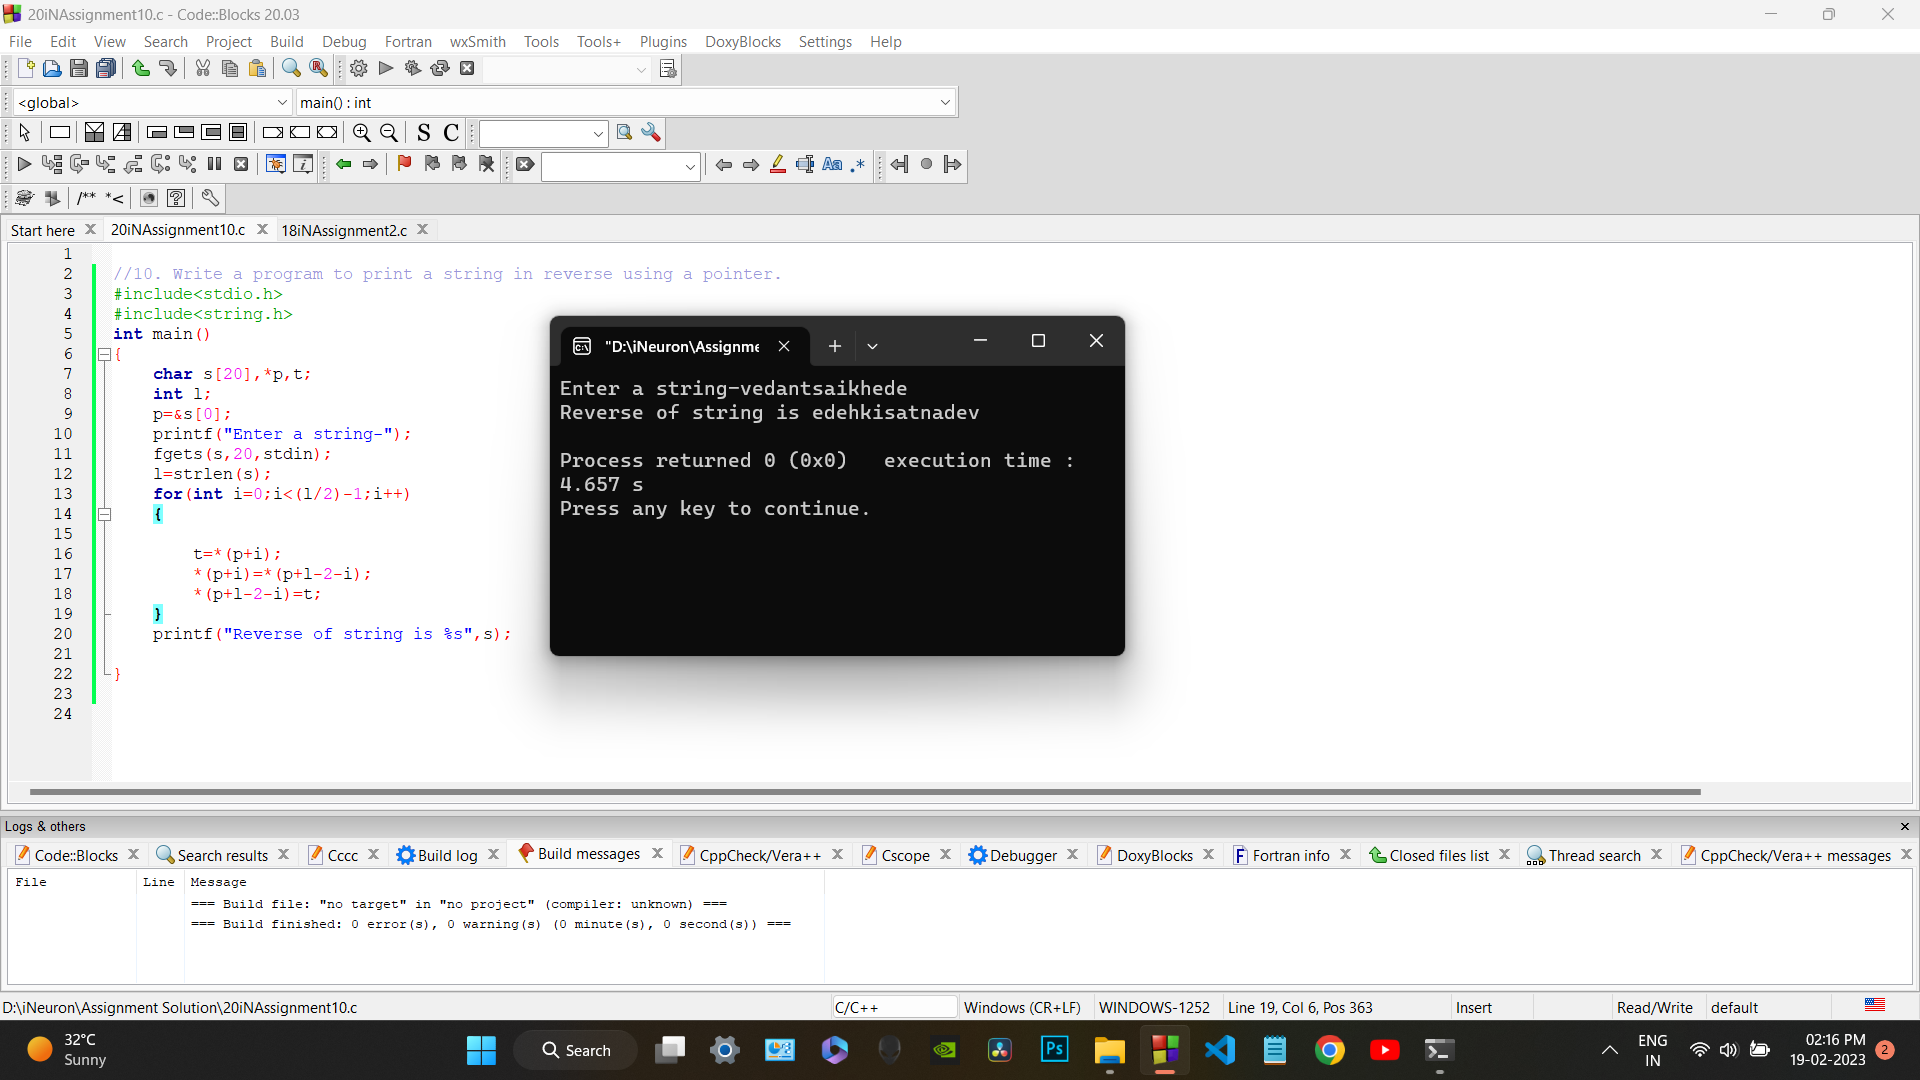 20iNAssignment10.c - Code::Blocks 20.03
File Edit View Search Project Build Debug Fortran wxSmith Tools Tools+ Plugins DoxyBlocks Settings Help
<global> main() : int
S C
Aa .*
/** *<
Start here 20iNAssignment10.c 18iNAssignment2.c
1
2 //10. Write a program to print a string in reverse using a pointer.
3 #include<stdio.h>
4 #include<string.h>
5 int main()
6 {
7 char s[20],*p,t;
8 int l;
9 p=&s[0];
10 printf("Enter a string-");
11 fgets(s,20,stdin);
12 l=strlen(s);
13 for(int i=0;i<(l/2)-1;i++)
14 {
15
16 t=*(p+i);
17 *(p+i)=*(p+l-2-i);
18 *(p+l-2-i)=t;
19 }
20 printf("Reverse of string is %s",s);
21
22 }
23
24
"D:\iNeuron\Assignme
Enter a string-vedantsaikhede
Reverse of string is edehkisatnadev
Process returned 0 (0x0) execution time :
4.657 s
Press any key to continue.
Logs & others
Code::Blocks Search results Cccc Build log Build messages CppCheck/Vera++ Cscope Debugger DoxyBlocks Fortran info Closed files list Thread search CppCheck/Vera++ messages
File Line Message
=== Build file: "no target" in "no project" (compiler: unknown) ===
=== Build finished: 0 error(s), 0 warning(s) (0 minute(s), 0 second(s)) ===
D:\iNeuron\Assignment Solution\20iNAssignment10.c C/C++ Windows (CR+LF) WINDOWS-1252 Line 19, Col 6, Pos 363 Insert Read/Write default
32°C
Sunny
Search
Ps
ENG
IN
02:16 PM
19-02-2023
2